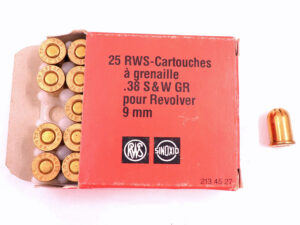 25 RWS-Cartouches
à grenaille
.38 S&W GR
pour Revolver
9 mm
RWS
SINOXID
213 45 27